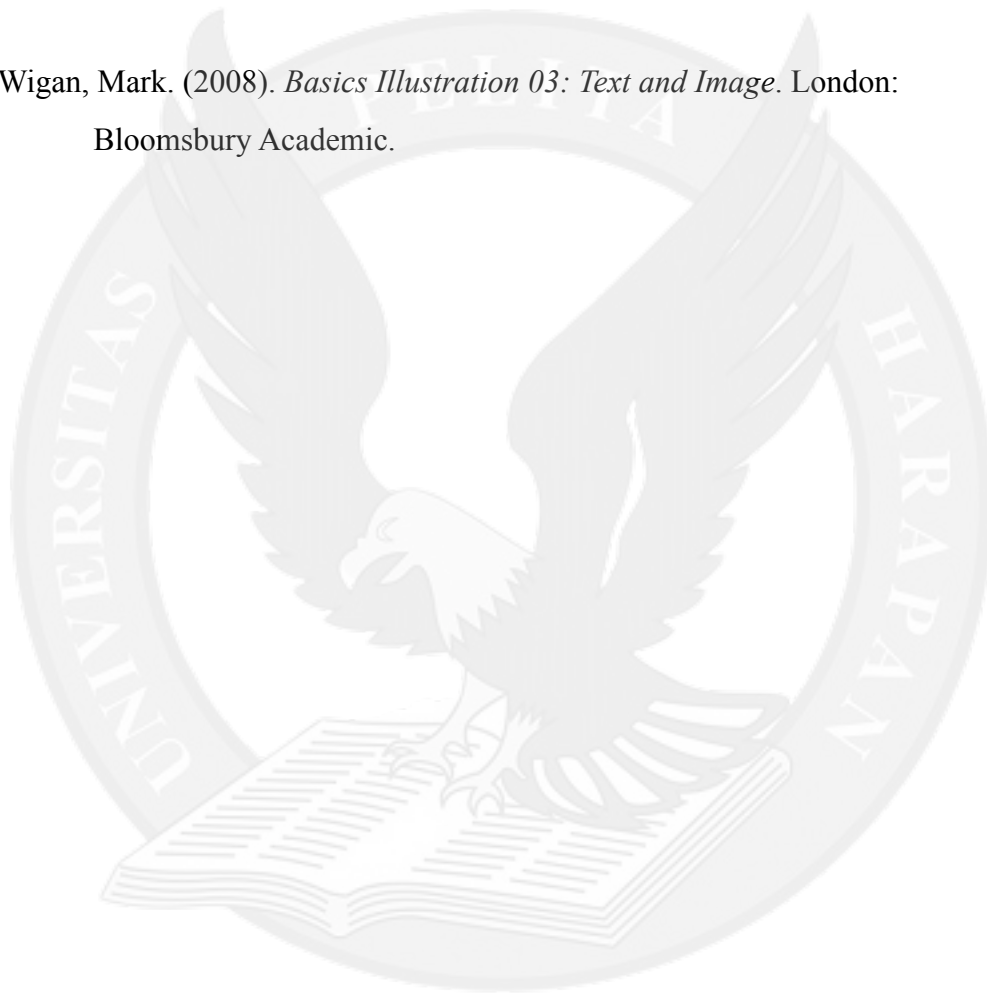 Wigan, Mark. (2008). Basics Illustration 03: Text and Image. London:
Bloomsbury Academic.
UNIVERSITAS PELITA HARAPAN